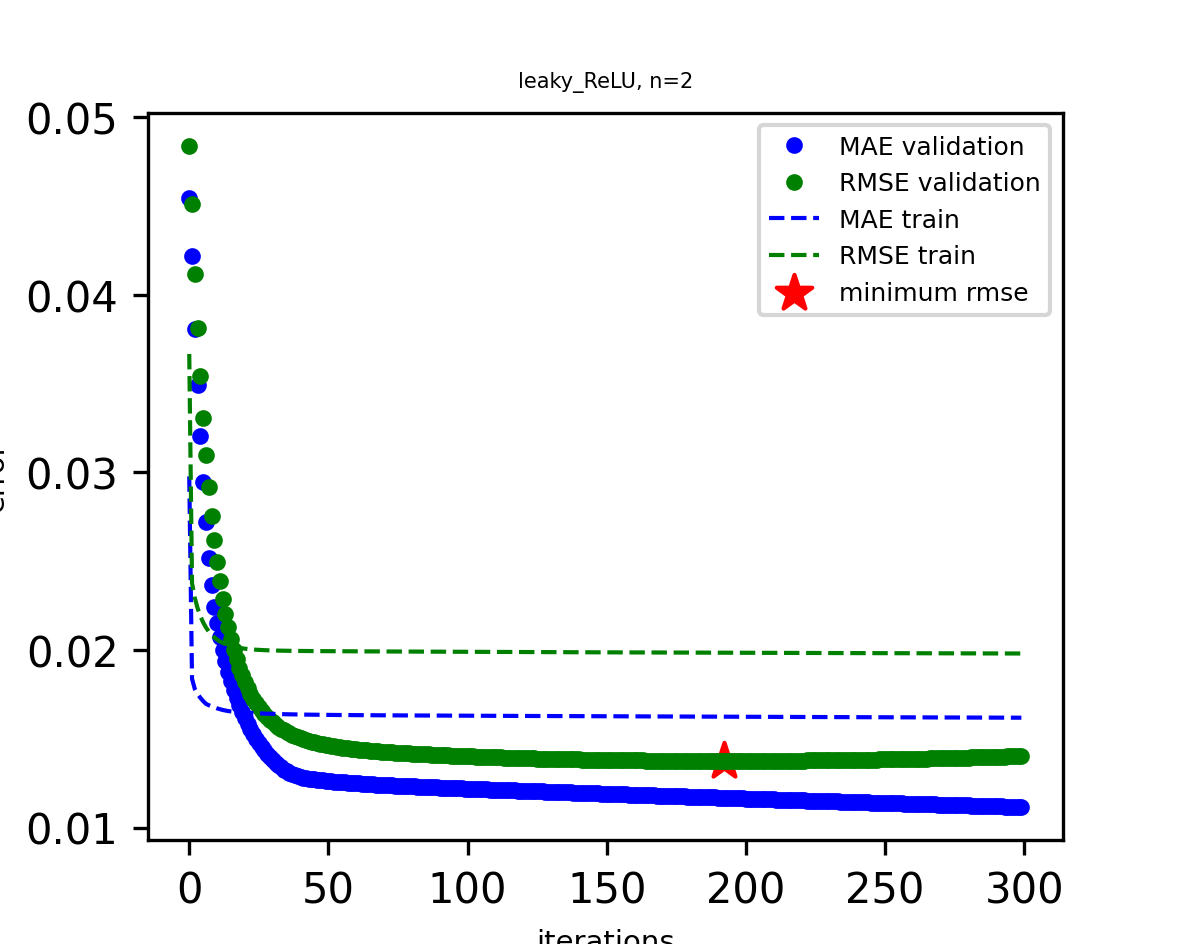 leaky_ReLU, n=2
0.05
0.04
0.03
0.02
0.01
MAE validation
RMSE validation
MAE train
RMSE train
minimum rmse
0 50 100 150 200 250 300
iterations